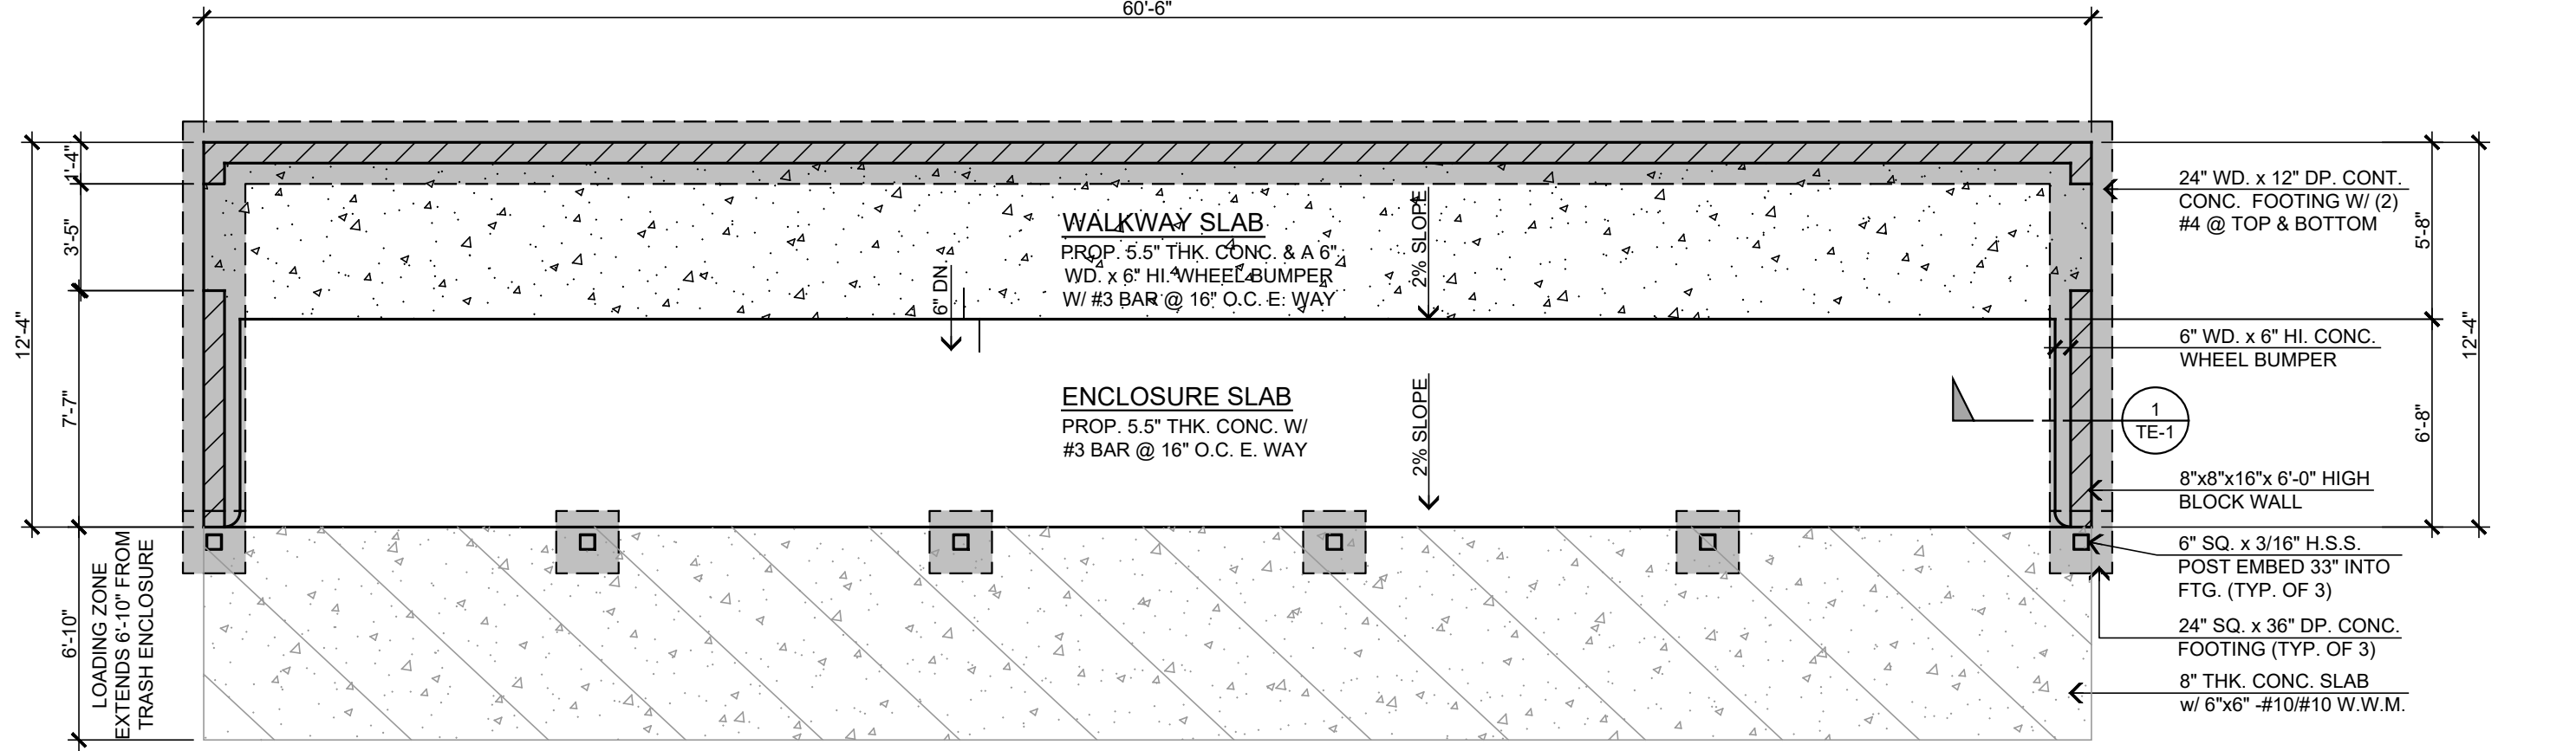 60'-6"
12'-4"
1'-4"
3'-5"
7'-7"
6'-10"
LOADING ZONE
EXTENDS 6'-10" FROM
TRASH ENCLOSURE
WALKWAY SLAB
PROP. 5.5" THK. CONC. & A 6"
WD. x 6" HI. WHEEL BUMPER
W/ #3 BAR @ 16" O.C. E. WAY
6" DN
2% SLOPE
ENCLOSURE SLAB
PROP. 5.5" THK. CONC. W/
#3 BAR @ 16" O.C. E. WAY
2% SLOPE
24" WD. x 12" DP. CONT.
CONC. FOOTING W/ (2)
#4 @ TOP & BOTTOM
6" WD. x 6" HI. CONC.
WHEEL BUMPER
1
TE-1
8"x8"x16"x 6'-0" HIGH
BLOCK WALL
6" SQ. x 3/16" H.S.S.
POST EMBED 33" INTO
FTG. (TYP. OF 3)
24" SQ. x 36" DP. CONC.
FOOTING (TYP. OF 3)
8" THK. CONC. SLAB
w/ 6"x6" -#10/#10 W.W.M.
5'-8"
6'-8"
12'-4"